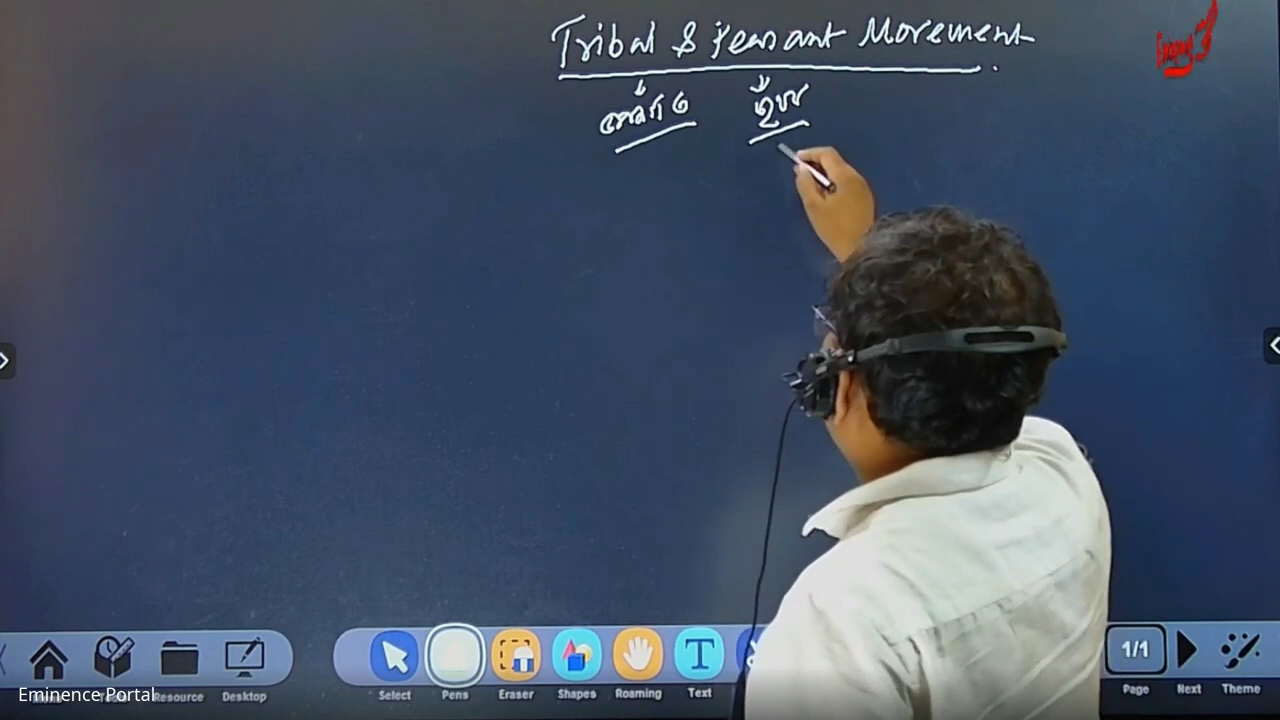 Tribal & Peasant Movement.
Select
Pens
Eraser
Shapes
Roaming
Text
1/1
Page
Next
Theme
Resource
Desktop
Eminence Portal